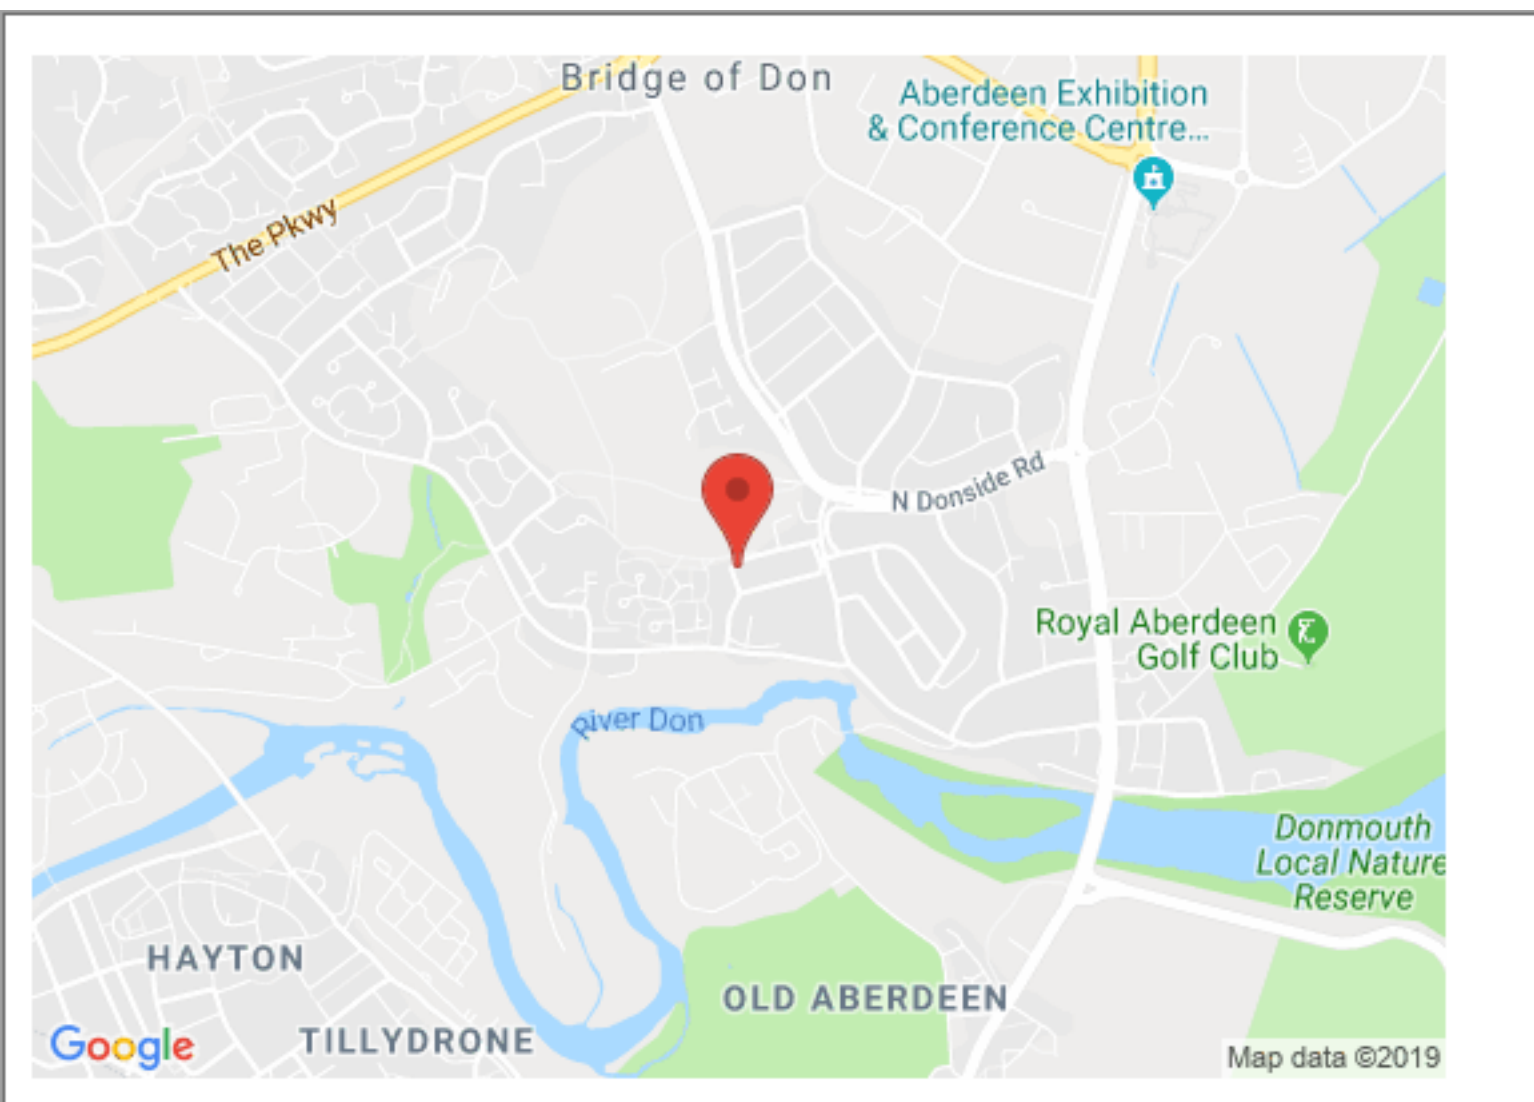 Bridge of Don
Aberdeen Exhibition
& Conference Centre...
The Pkwy
N Donside Rd
Royal Aberdeen
Golf Club
River Don
Donmouth
Local Nature
Reserve
HAYTON
OLD ABERDEEN
TILLYDRONE
Google
Map data ©2019